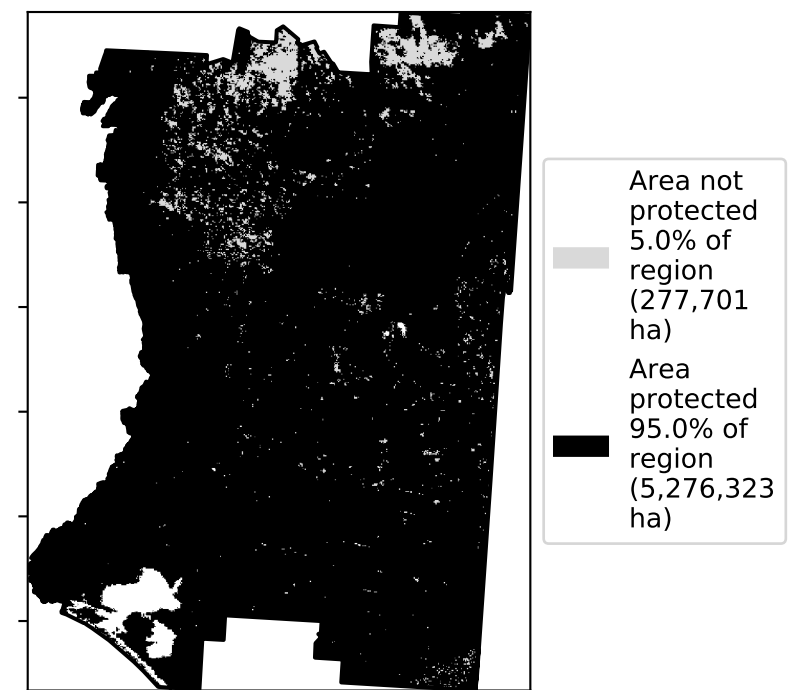 Area not
protected
5.0% of
region
(277,701
ha)
Area
protected
95.0% of
region
(5,276,323
ha)